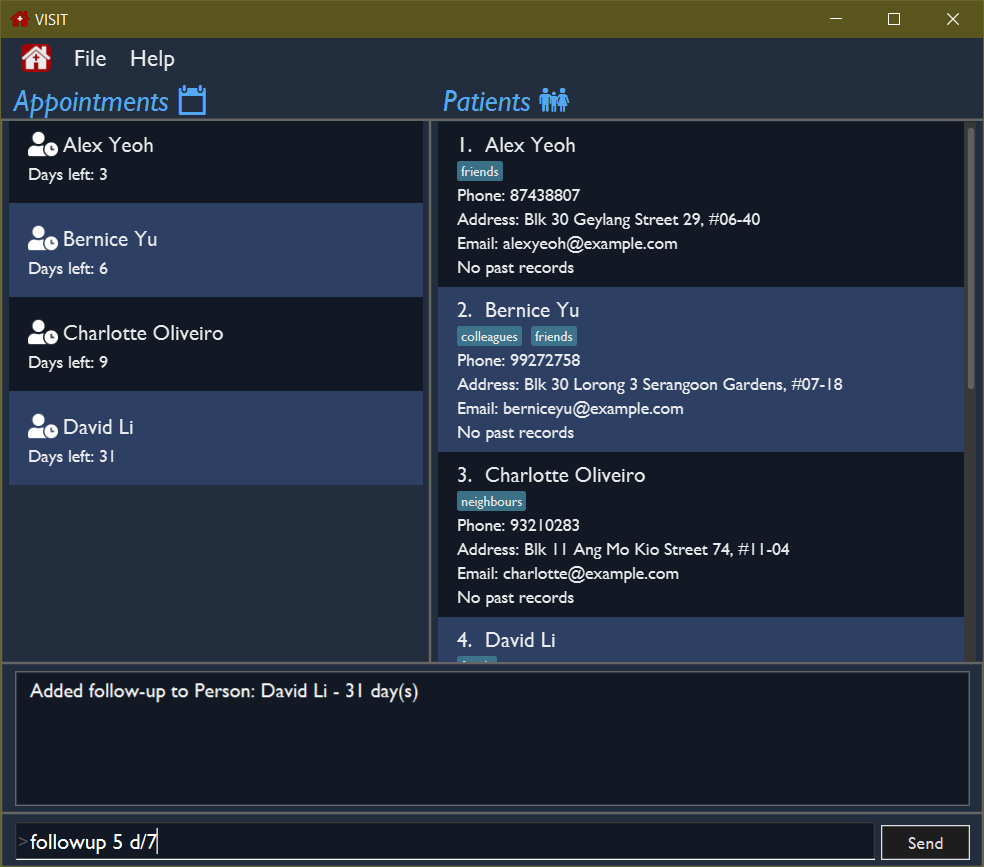 VISIT
File Help
Appointments
Alex Yeoh
Days left: 3
Bernice Yu
Days left: 6
Charlotte Oliveiro
Days left: 9
David Li
Days left: 31
Patients
1. Alex Yeoh
friends
Phone: 87438807
Address: Blk 30 Geylang Street 29, #06-40
Email: alexyeoh@example.com
No past records
2. Bernice Yu
colleagues friends
Phone: 99272758
Address: Blk 30 Lorong 3 Serangoon Gardens, #07-18
Email: berniceyu@example.com
No past records
3. Charlotte Oliveiro
neighbours
Phone: 93210283
Address: Blk 11 Ang Mo Kio Street 74, #11-04
Email: charlotte@example.com
No past records
4. David Li
Added follow-up to Person: David Li - 31 day(s)
>followup 5 d/7
Send